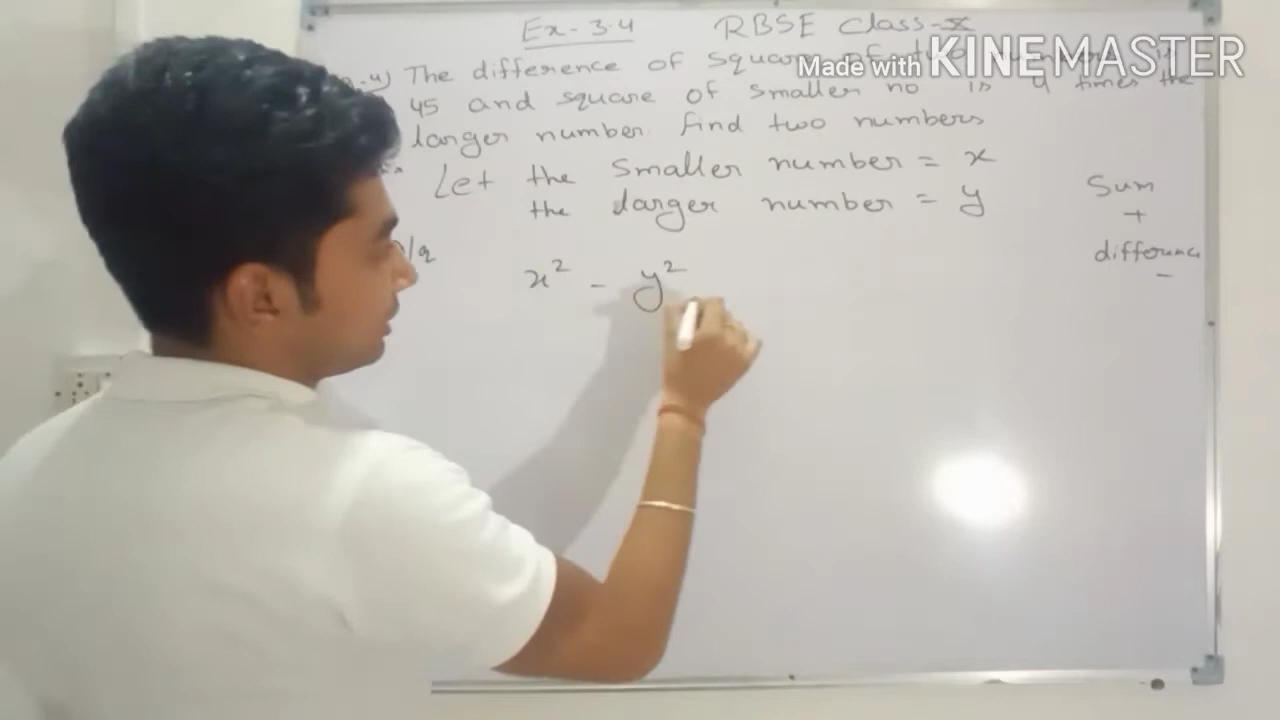 Ex-3.4 RBSE Class-X
Made with KINEMASTER
The difference of square of
45 and square of smaller no is 4 times the
larger number. find two numbers
Let the smaller number = x
the larger number = y
Sum
+
difference
-
x² - y²